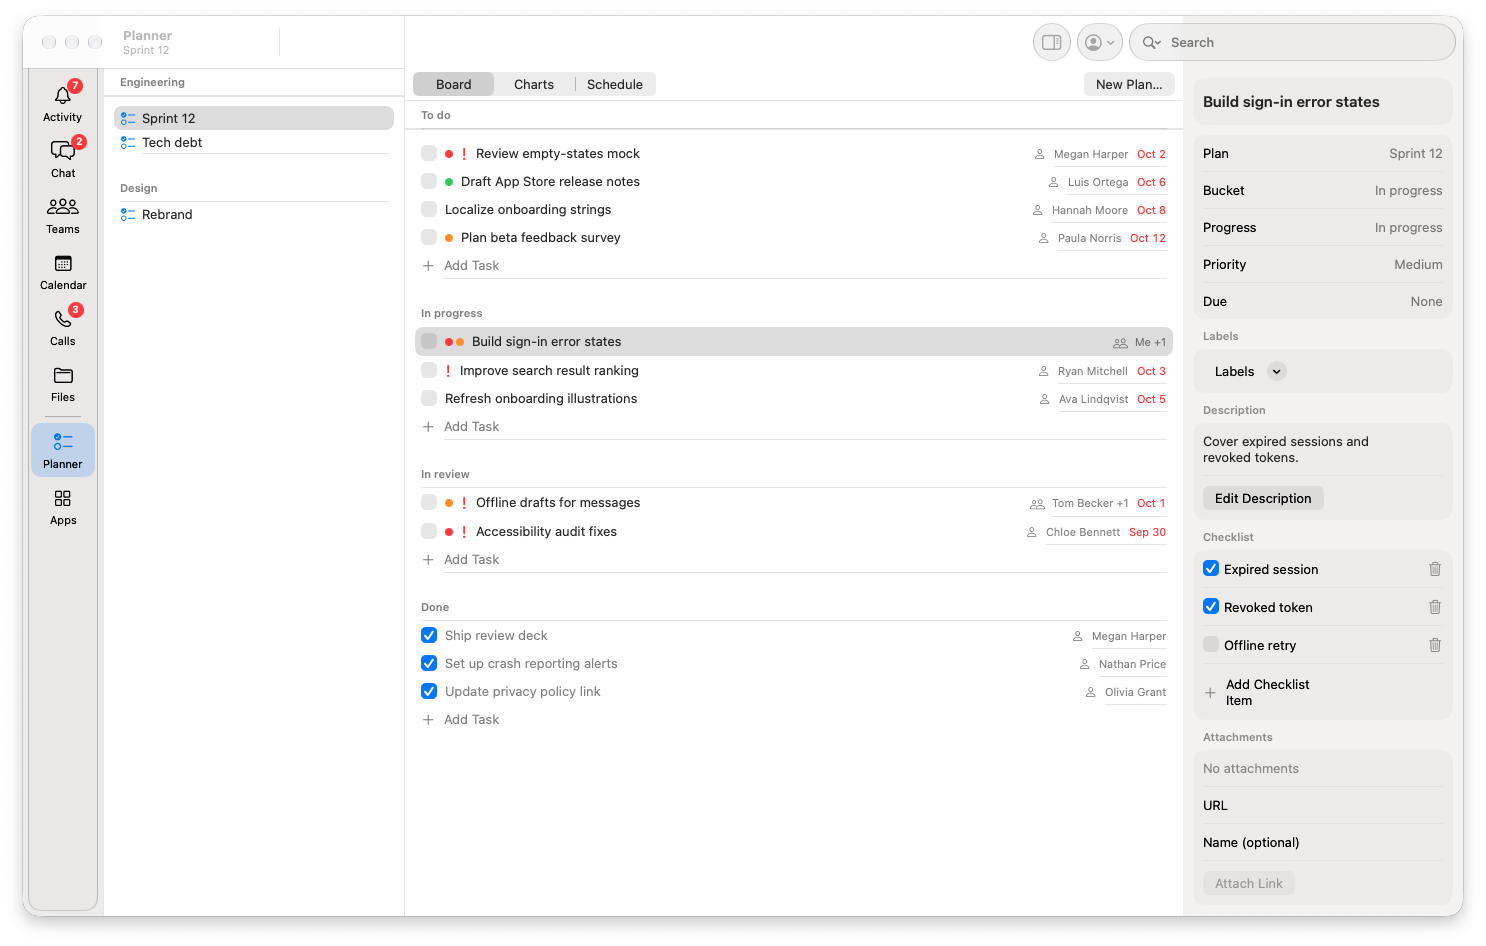 Planner
Sprint 12
Search
7
Activity
2
Chat
Teams
Calendar
3
Calls
Files
Planner
Apps
Engineering
Sprint 12
Tech debt
Design
Rebrand
Board Charts Schedule New Plan...
To do
! Review empty-states mock Megan Harper Oct 2
Draft App Store release notes Luis Ortega Oct 6
Localize onboarding strings Hannah Moore Oct 8
Plan beta feedback survey Paula Norris Oct 12
+ Add Task
In progress
Build sign-in error states Me +1
! Improve search result ranking Ryan Mitchell Oct 3
Refresh onboarding illustrations Ava Lindqvist Oct 5
+ Add Task
In review
! Offline drafts for messages Tom Becker +1 Oct 1
! Accessibility audit fixes Chloe Bennett Sep 30
+ Add Task
Done
Ship review deck Megan Harper
Set up crash reporting alerts Nathan Price
Update privacy policy link Olivia Grant
+ Add Task
Build sign-in error states
Plan Sprint 12
Bucket In progress
Progress In progress
Priority Medium
Due None
Labels
Labels
Description
Cover expired sessions and
revoked tokens.
Edit Description
Checklist
Expired session
Revoked token
Offline retry
+ Add Checklist
Item
Attachments
No attachments
URL
Name (optional)
Attach Link